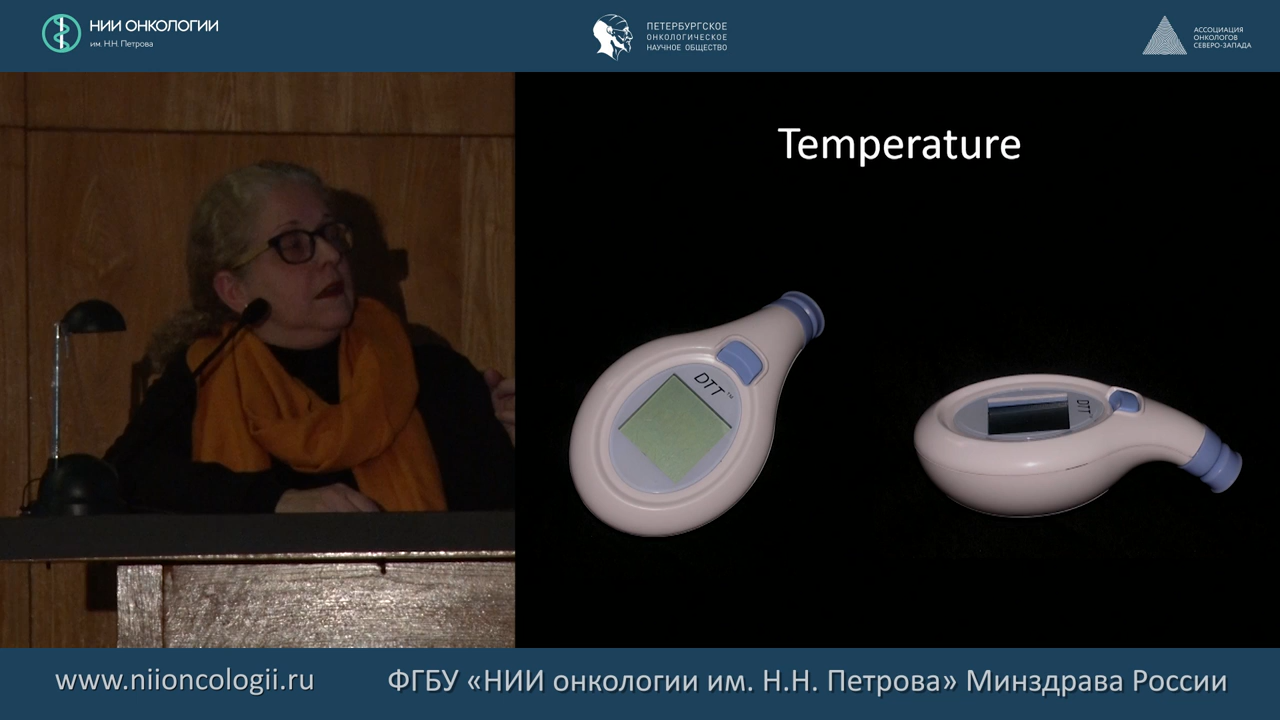 НИИ ОНКОЛОГИИ
им. Н.Н. Петрова
ПЕТЕРБУРГСКОЕ
ОНКОЛОГИЧЕСКОЕ
НАУЧНОЕ ОБЩЕСТВО
АССОЦИАЦИЯ
ОНКОЛОГОВ
СЕВЕРО-ЗАПАДА
Temperature
DTT™
DTT
www.niioncologii.ru
ФГБУ «НИИ онкологии им. Н.Н. Петрова» Минздрава России